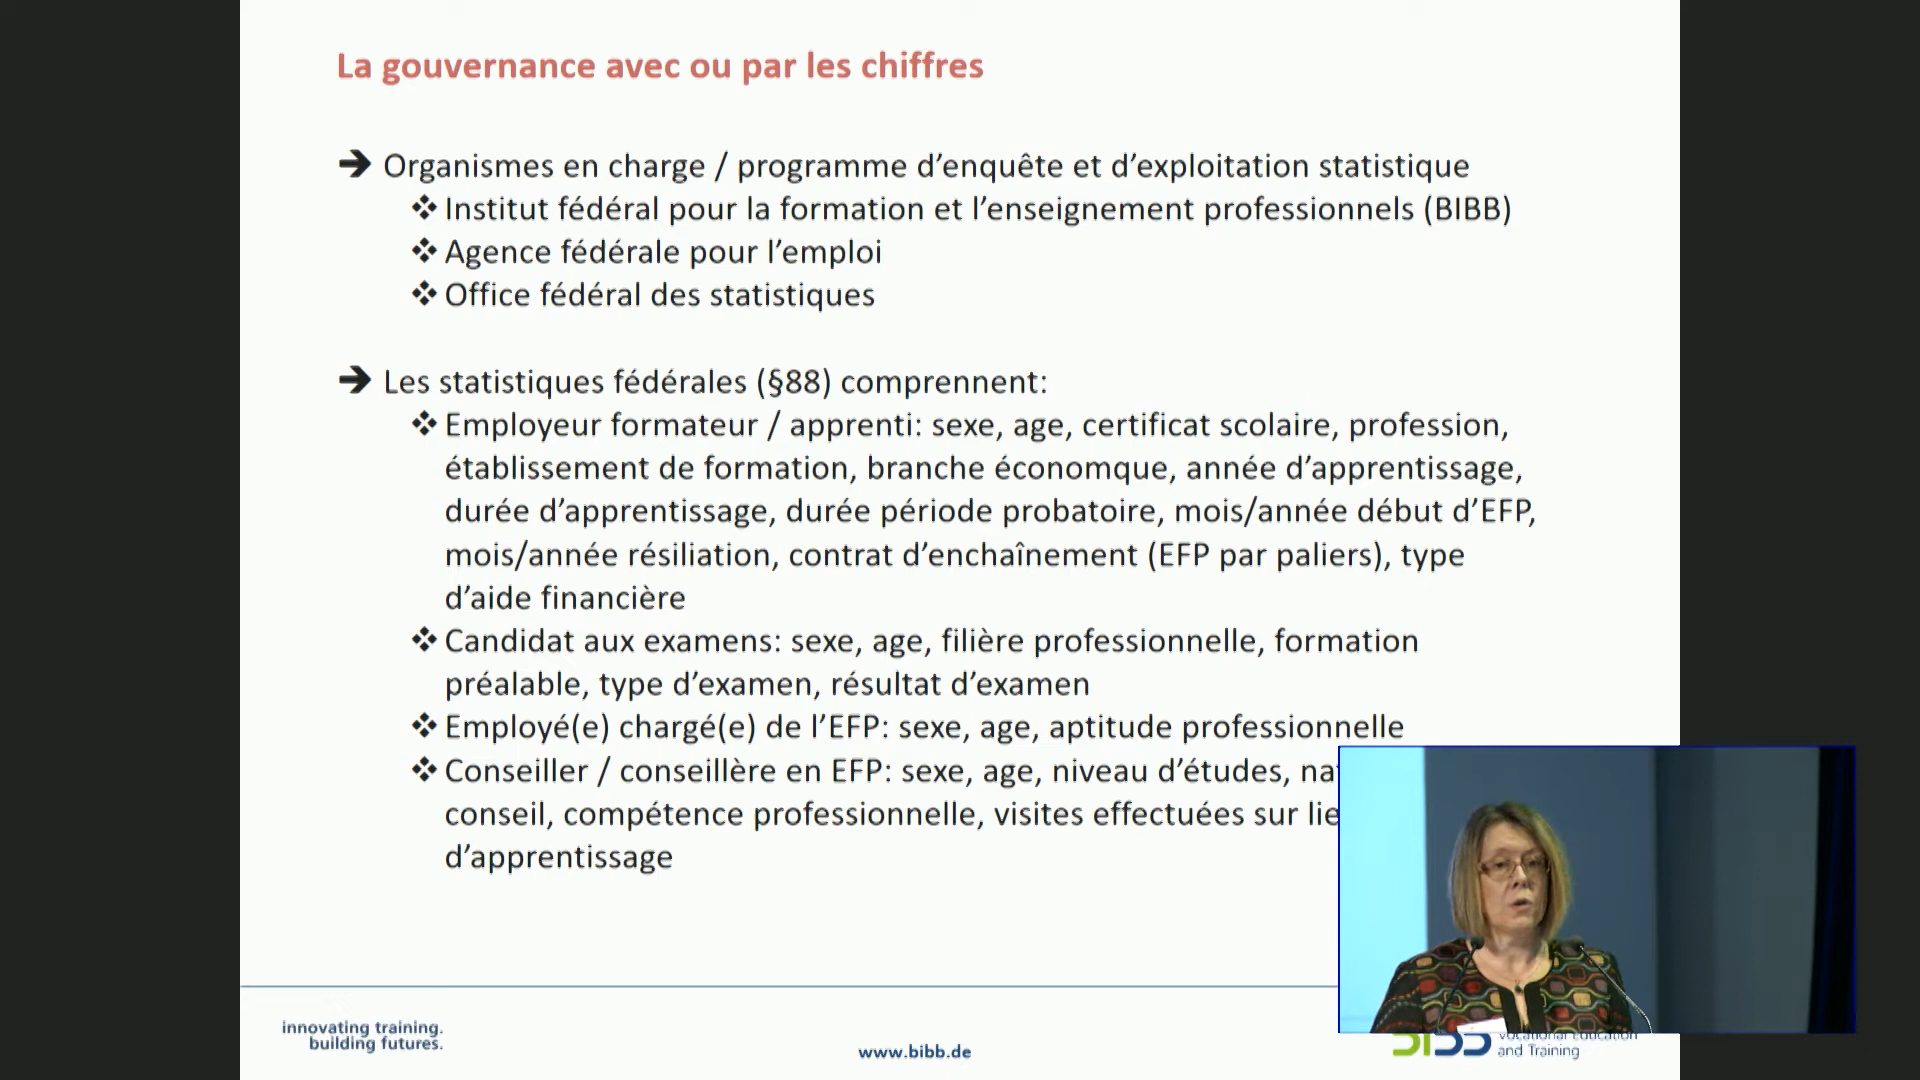 La gouvernance avec ou par les chiffres
➔ Organismes en charge / programme d’enquête et d’exploitation statistique
❖ Institut fédéral pour la formation et l’enseignement professionnels (BIBB)
❖ Agence fédérale pour l’emploi
❖ Office fédéral des statistiques
➔ Les statistiques fédérales (§88) comprennent:
❖ Employeur formateur / apprenti: sexe, age, certificat scolaire, profession,
établissement de formation, branche économque, année d’apprentissage,
durée d’apprentissage, durée période probatoire, mois/année début d’EFP,
mois/année résiliation, contrat d’enchaînement (EFP par paliers), type
d’aide financière
❖ Candidat aux examens: sexe, age, filière professionnelle, formation
préalable, type d’examen, résultat d’examen
❖ Employé(e) chargé(e) de l’EFP: sexe, age, aptitude professionnelle
❖ Conseiller / conseillère en EFP: sexe, age, niveau d’études,
conseil, compétence professionnelle, visites effectuées sur
d’apprentissage
innovating training.
building futures.
www.bibb.de
Vocational Education
and Training